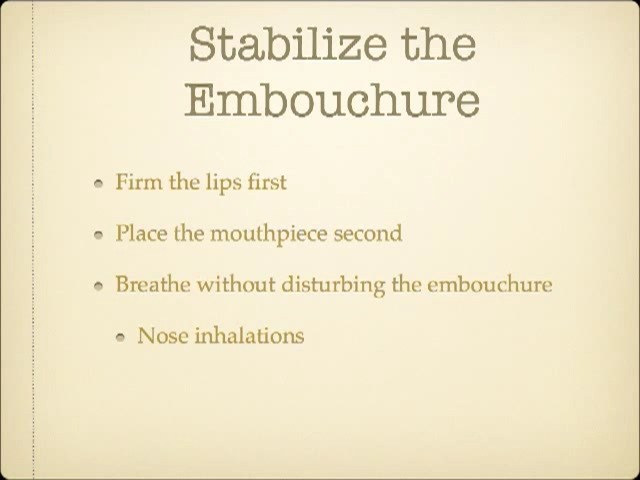 Stabilize the
Embouchure
Firm the lips first
Place the mouthpiece second
Breathe without disturbing the embouchure
Nose inhalations